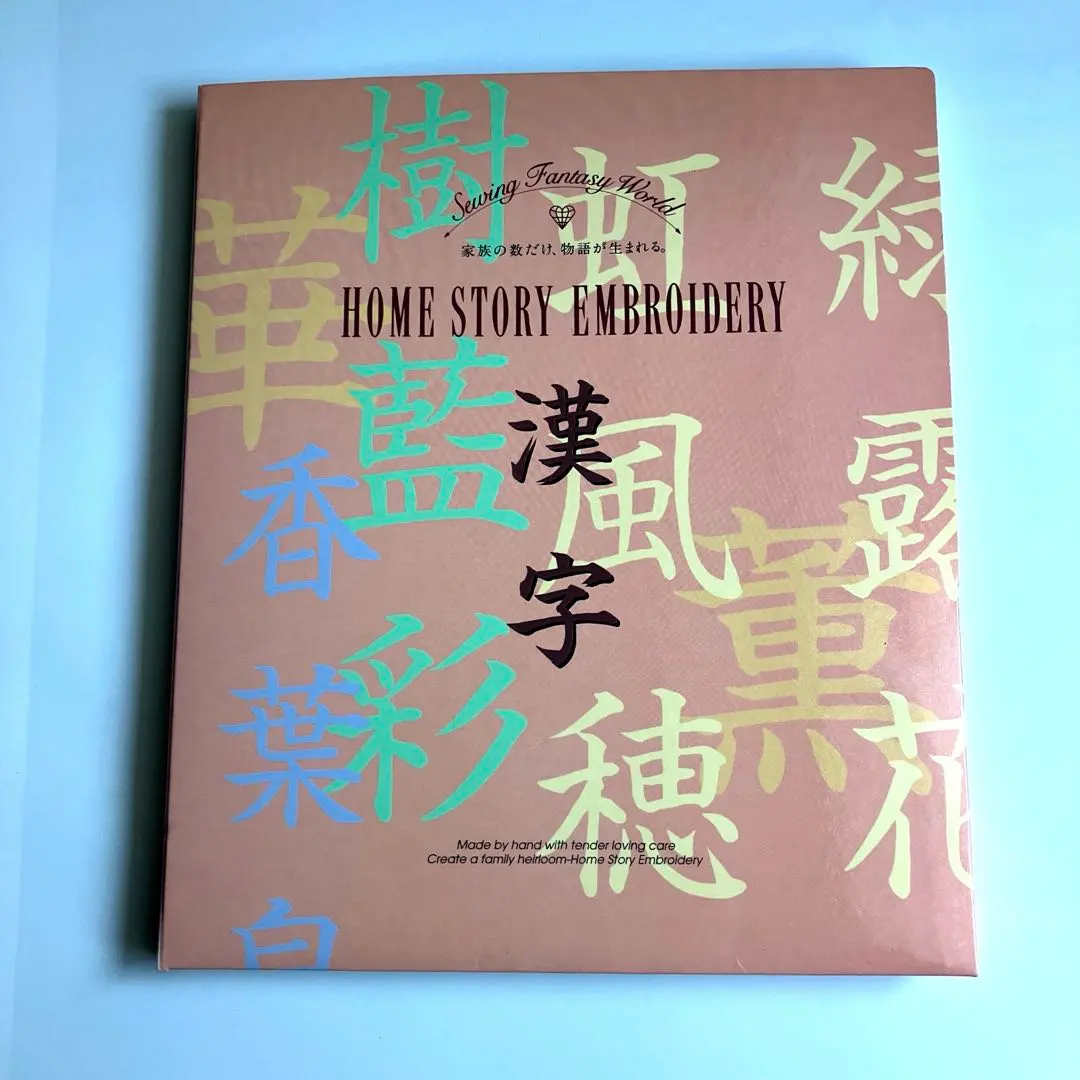 Sewing Fantasy World
家族の数だけ、物語が生まれる。
HOME STORY EMBROIDERY
漢字
樹
虹
緑
華
藍
風
露
香
薫
彩
葉
穂
花
Made by hand with tender loving care
Create a family heirloom-Home Story Embroidery